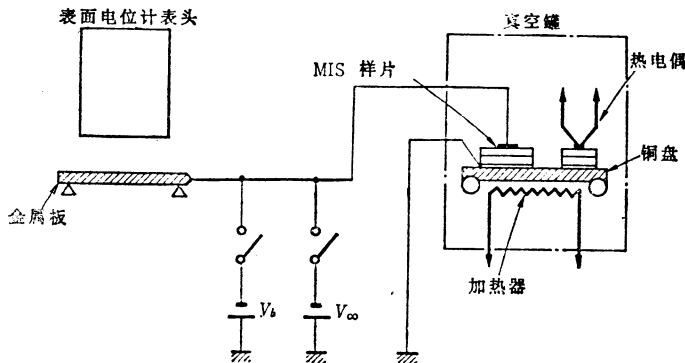 表面电位计表头
真空罐
MIS 样片
热电偶
铜盘
金属板
加热器
V_b
V_∞